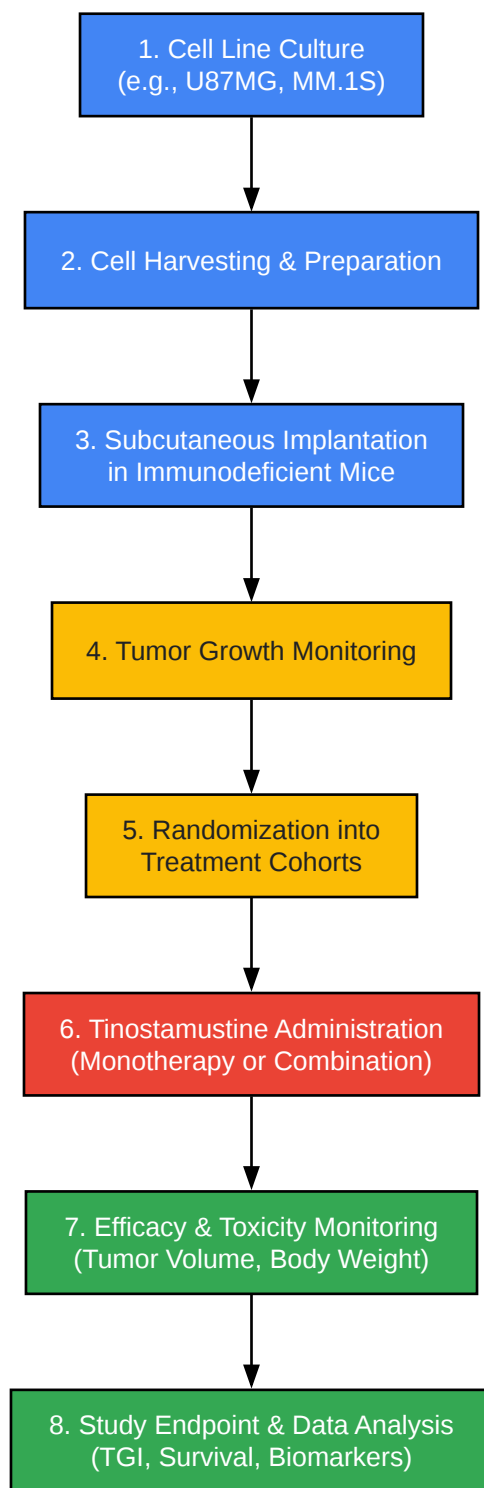 1. Cell Line Culture
(e.g., U87MG, MM.1S)
2. Cell Harvesting & Preparation
3. Subcutaneous Implantation
in Immunodeficient Mice
4. Tumor Growth Monitoring
5. Randomization into
Treatment Cohorts
6. Tinostamustine Administration
(Monotherapy or Combination)
7. Efficacy & Toxicity Monitoring
(Tumor Volume, Body Weight)
8. Study Endpoint & Data Analysis
(TGI, Survival, Biomarkers)